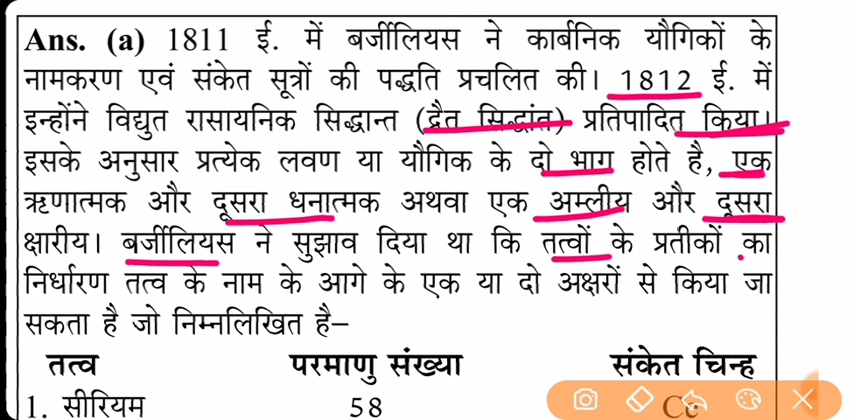 Ans. (a) 1811 ई. में बर्जीलियस ने कार्बनिक यौगिकों के
नामकरण एवं संकेत सूत्रों की पद्धति प्रचलित की। 1812 ई. में
इन्होंने विद्युत रासायनिक सिद्धान्त (द्वैत सिद्धांत) प्रतिपादित किया।
इसके अनुसार प्रत्येक लवण या यौगिक के दो भाग होते है, एक
ऋणात्मक और दूसरा धनात्मक अथवा एक अम्लीय और दूसरा
क्षारीय। बर्जीलियस ने सुझाव दिया था कि तत्वों के प्रतीकों का
निर्धारण तत्व के नाम के आगे के एक या दो अक्षरों से किया जा
सकता है जो निम्नलिखित है–
तत्व परमाणु संख्या संकेत चिन्ह
1. सीरियम 58 Ce